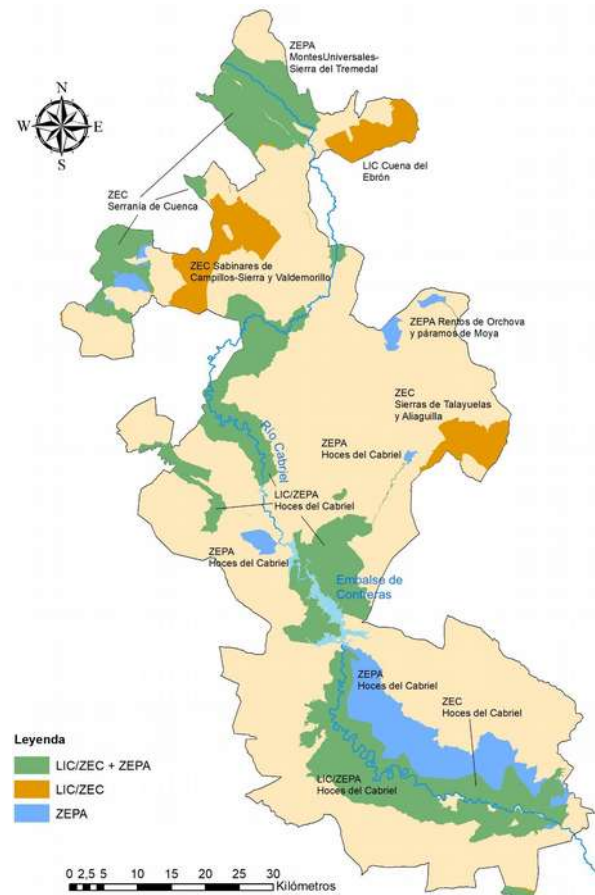 ZEPA
MontesUniversales-
Sierra del Tremedal
N
W
E
S
LIC Cuena del
Ebrón
ZEC
Serranía de Cuenca
ZEC Sabinares de
Campillos-Sierra y Valdemorillo
ZEPA Rentos de Orchova
y páramos de Moya
ZEC
Sierras de Talayuelas
y Aliaguilla
ZEPA
Hoces del Cabriel
Río Cabriel
LIC/ZEPA
Hoces del Cabriel
ZEPA
Hoces del Cabriel
Embalse de
Contreras
ZEPA
Hoces del Cabriel
ZEC
Hoces del Cabriel
LIC/ZEPA
Hoces del Cabriel
Leyenda
LIC/ZEC + ZEPA
LIC/ZEC
ZEPA
0 2,5 5 10 15 20 25 30
Kilómetros